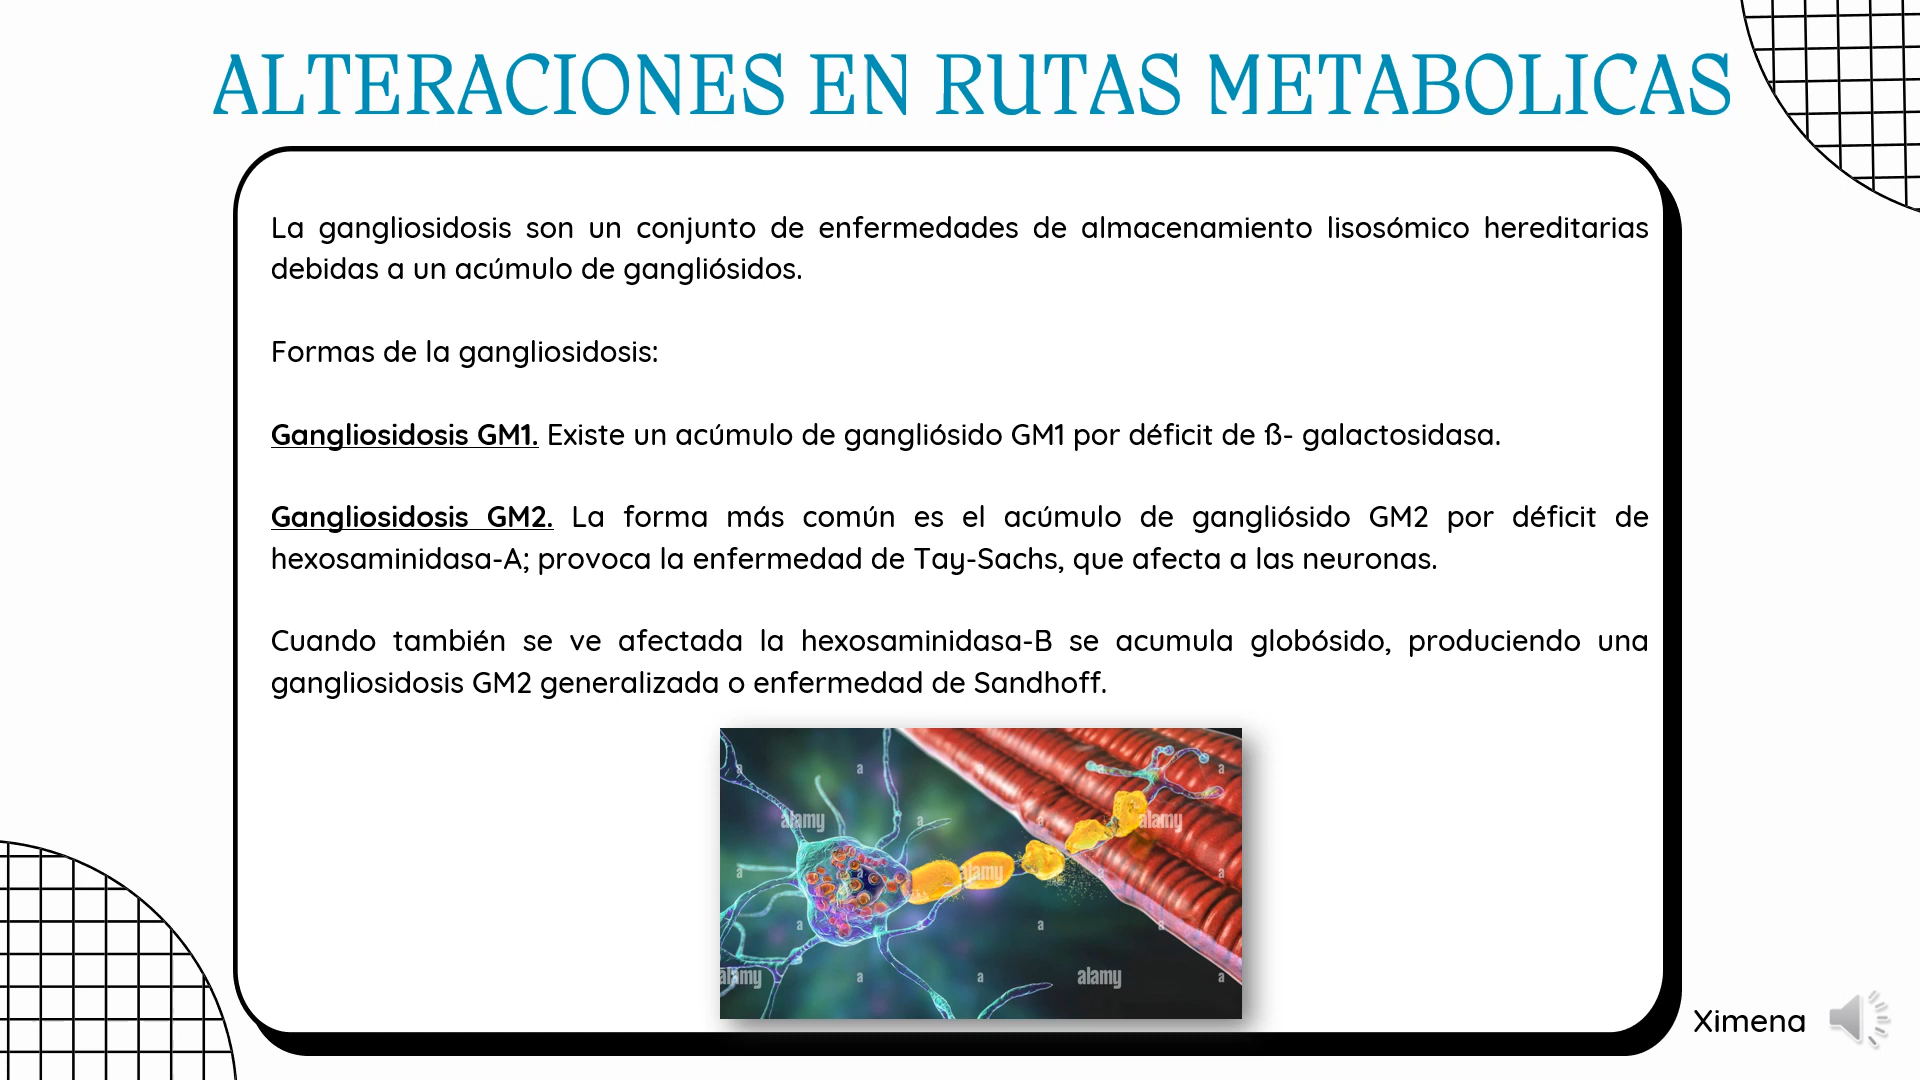 ALTERACIONES EN RUTAS METABOLICAS
La gangliosidosis son un conjunto de enfermedades de almacenamiento lisosómico hereditarias
debidas a un acúmulo de gangliósidos.
Formas de la gangliosidosis:
Gangliosidosis GM1. Existe un acúmulo de gangliósido GM1 por déficit de ß- galactosidasa.
Gangliosidosis GM2. La forma más común es el acúmulo de gangliósido GM2 por déficit de
hexosaminidasa-A; provoca la enfermedad de Tay-Sachs, que afecta a las neuronas.
Cuando también se ve afectada la hexosaminidasa-B se acumula globósido, produciendo una
gangliosidosis GM2 generalizada o enfermedad de Sandhoff.
a a a a
alamy a a alamy
a a alamy a a
a a a a
alamy a a alamy a
Ximena